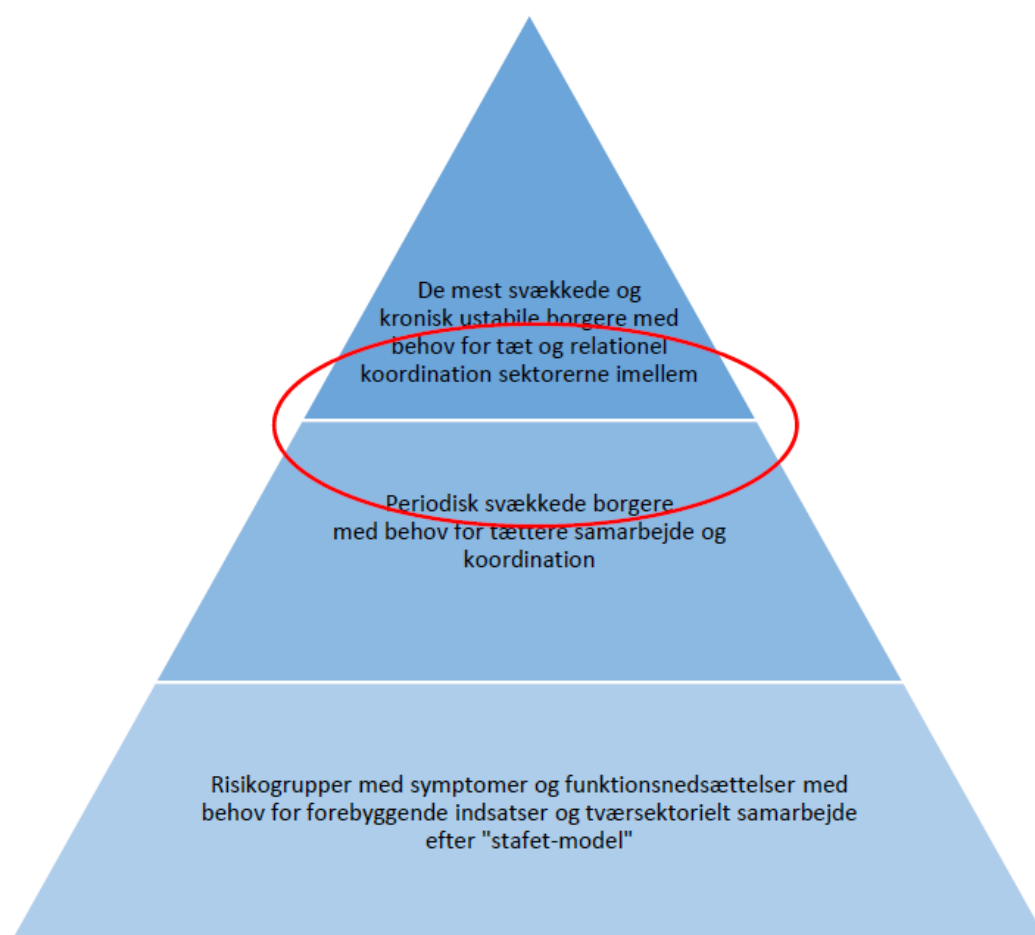 De mest svækkede og
kronisk ustabile borgere med
behov for tæt og relationel
koordination sektorerne imellem
Periodisk svækkede borgere
med behov for tættere samarbejde og
koordination
Risikogrupper med symptomer og funktionsnedsættelser med
behov for forebyggende indsatser og tværsektorielt samarbejde
efter "stafet-model"